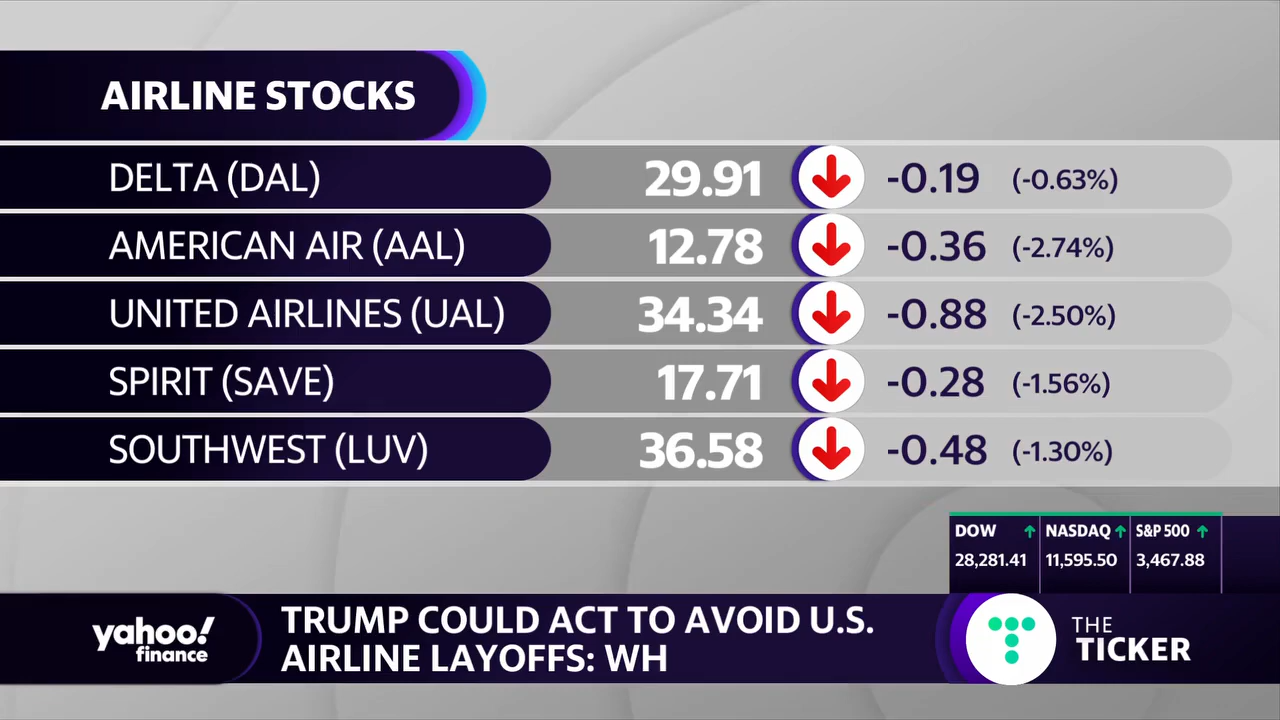 AIRLINE STOCKS
DELTA (DAL) 29.91 -0.19 (-0.63%)
AMERICAN AIR (AAL) 12.78 -0.36 (-2.74%)
UNITED AIRLINES (UAL) 34.34 -0.88 (-2.50%)
SPIRIT (SAVE) 17.71 -0.28 (-1.56%)
SOUTHWEST (LUV) 36.58 -0.48 (-1.30%)
DOW NASDAQ S&P 500
28,281.41 11,595.50 3,467.88
yahoo!
finance
TRUMP COULD ACT TO AVOID U.S.
AIRLINE LAYOFFS: WH
THE
TICKER